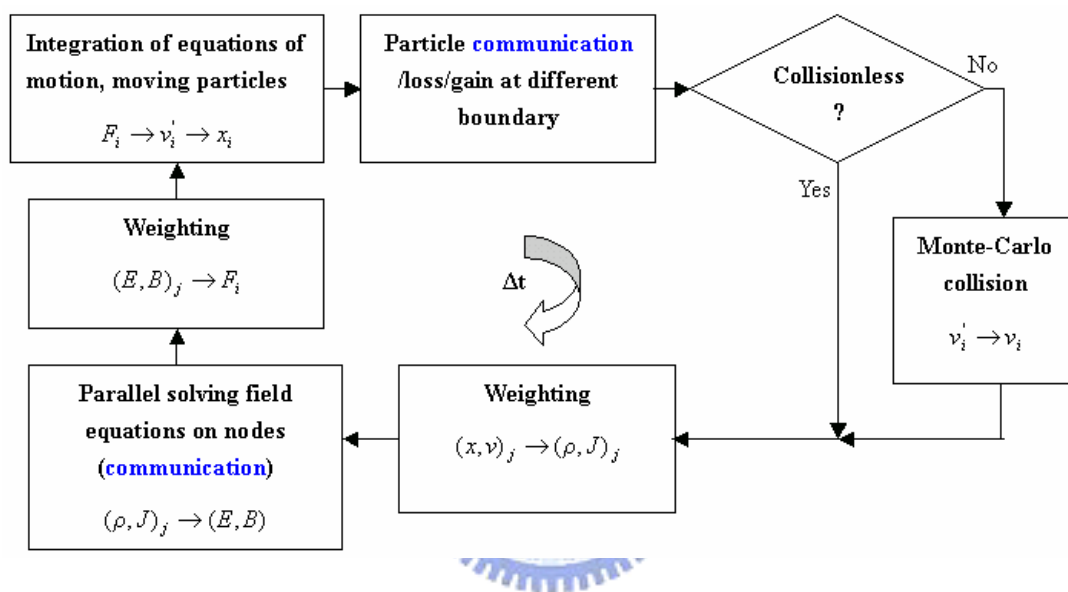 Integration of equations of
motion, moving particles
F_i → v_i' → x_i
Particle communication
/loss/gain at different
boundary
Collisionless
?
No
Yes
Weighting
(E, B)_j → F_i
Δt
Monte-Carlo
collision
v_i' → v_i
Parallel solving field
equations on nodes
(communication)
(ρ, J)_j → (E, B)
Weighting
(x, v)_j → (ρ, J)_j